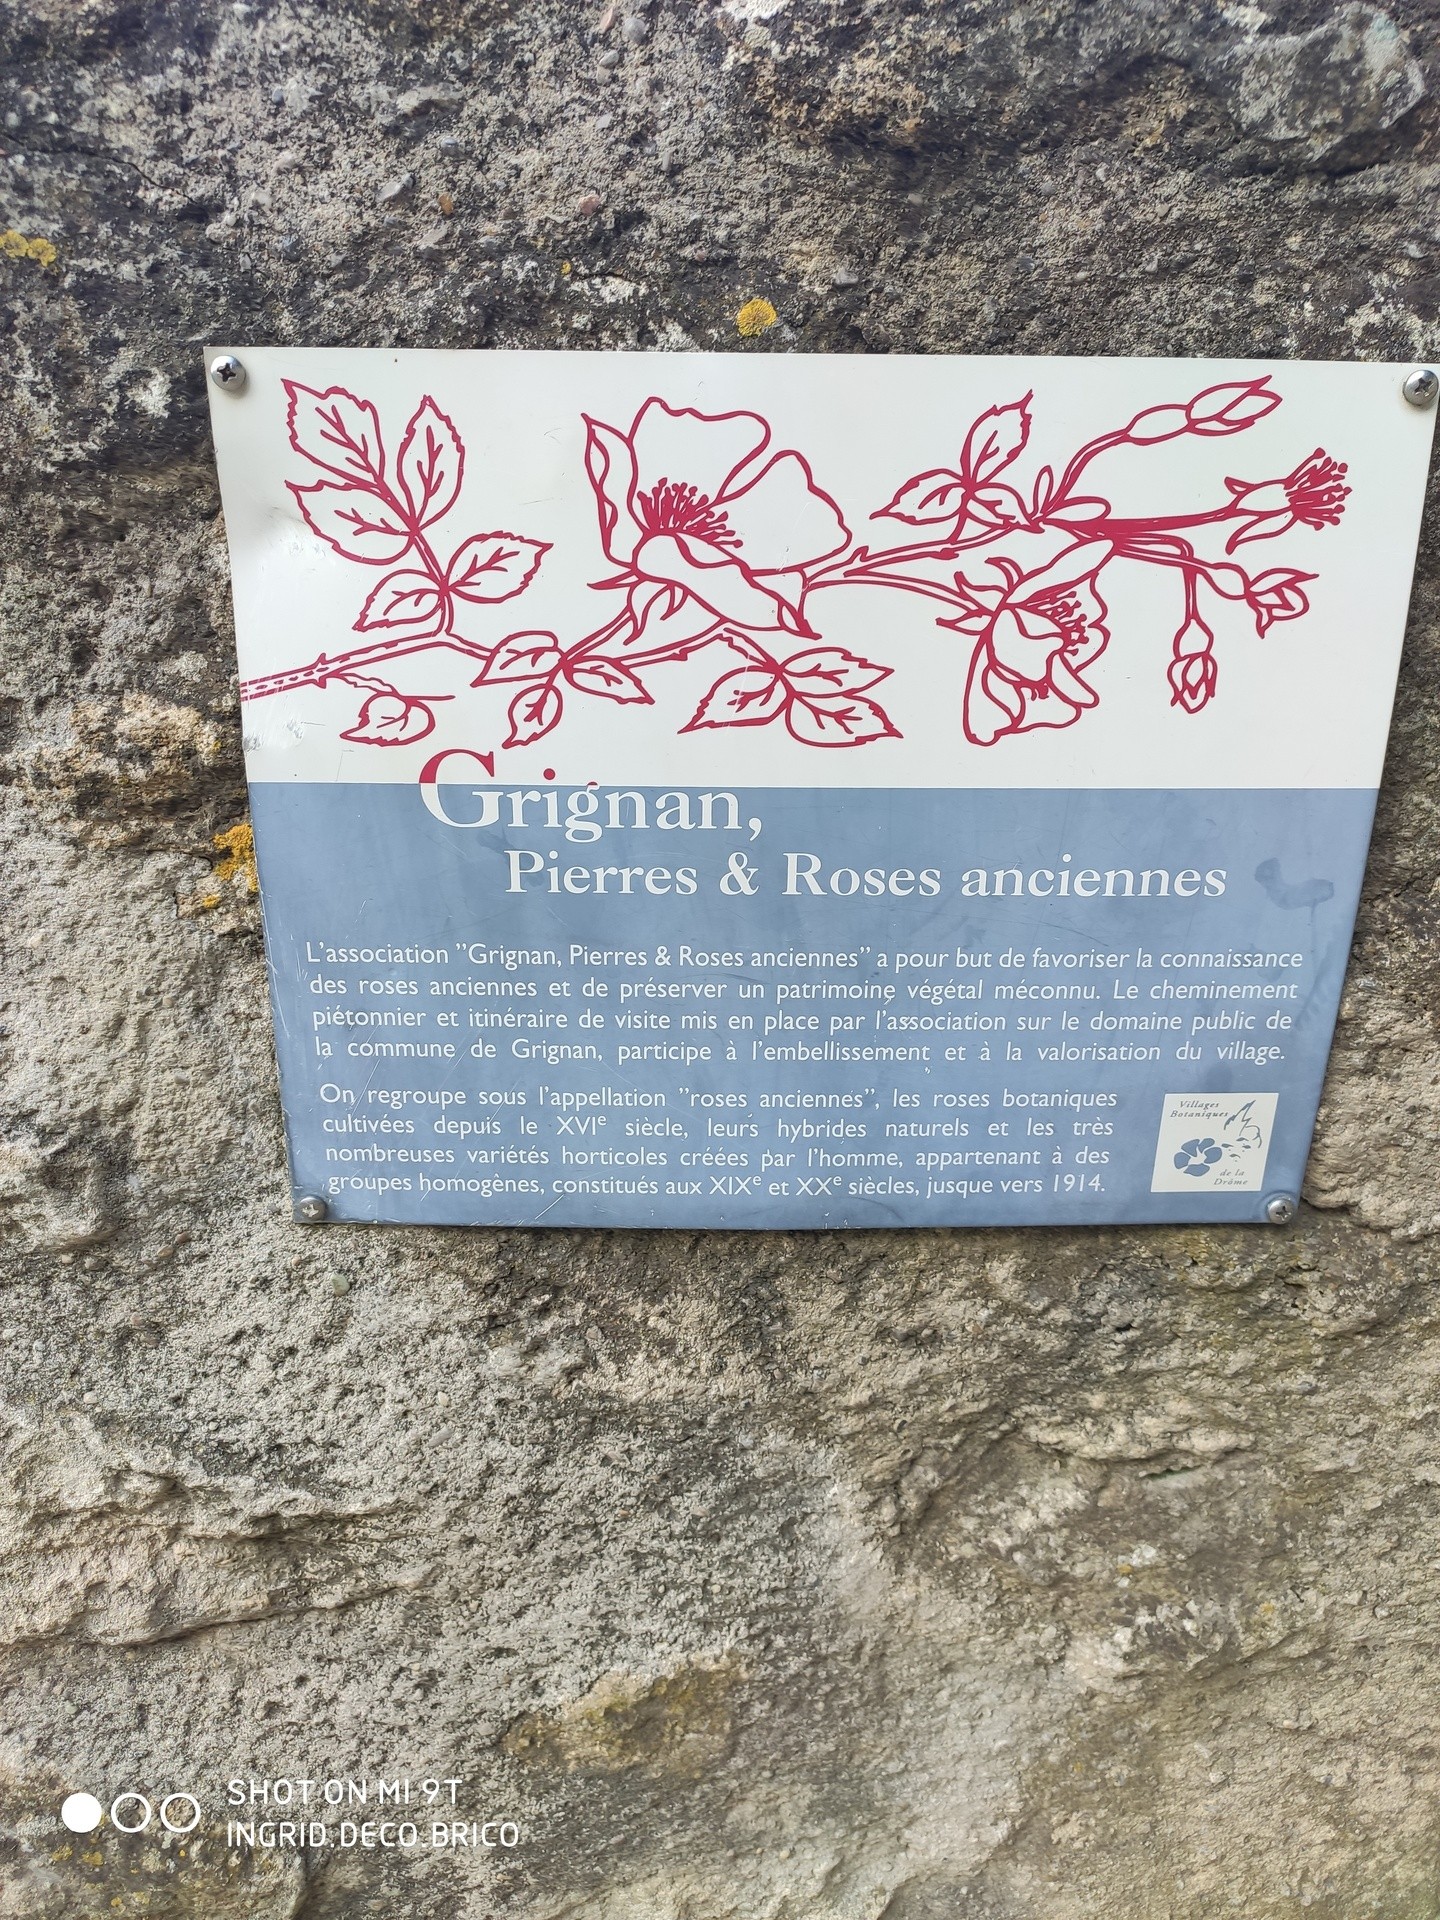 Grignan,
Pierres & Roses anciennes
L'association "Grignan, Pierres & Roses anciennes" a pour but de favoriser la connaissance
des roses anciennes et de préserver un patrimoine végétal méconnu. Le cheminement
piétonnier et itinéraire de visite mis en place par l'association sur le domaine public de
la commune de Grignan, participe à l'embellissement et à la valorisation du village.
On regroupe sous l'appellation "roses anciennes", les roses botaniques
cultivées depuis le XVIe siècle, leurs hybrides naturels et les très
nombreuses variétés horticoles créées par l'homme, appartenant à des
groupes homogènes, constitués aux XIXe et XXe siècles, jusque vers 1914.
Villages
Botaniques
de la
Drôme
SHOT ON MI 9T
INGRID.DECO.BRICO